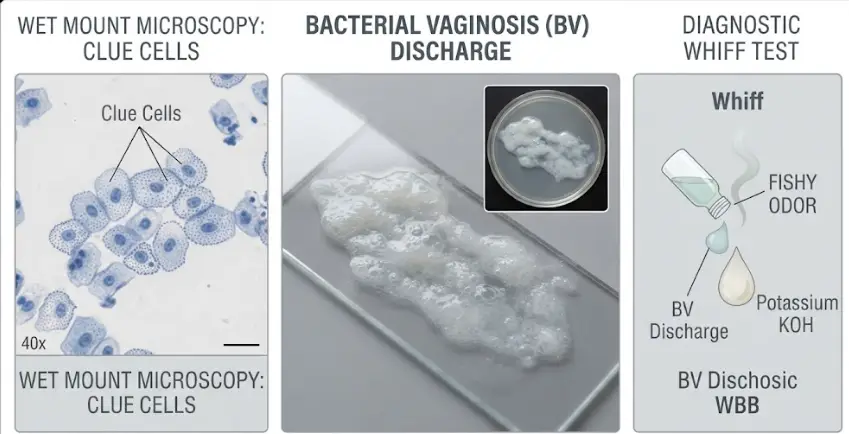 WET MOUNT MICROSCOPY:
CLUE CELLS
Clue Cells
40x
WET MOUNT MICROSCOPY:
CLUE CELLS
BACTERIAL VAGINOSIS (BV)
DISCHARGE
DIAGNOSTIC
WHIFF TEST
Whiff
FISHY
ODOR
BV
Discharge
Potassium
KOH
BV Dischosic
WBB